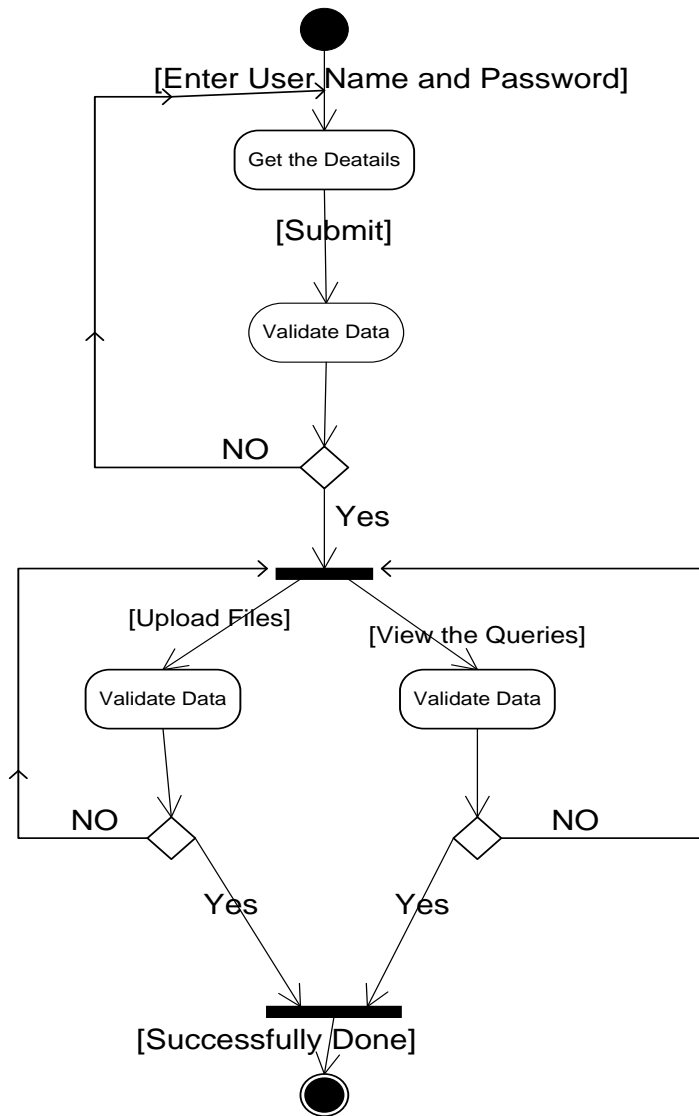 [Enter User Name and Password]
Get the Deatails
[Submit]
Validate Data
NO
Yes
[Upload Files]
[View the Queries]
Validate Data
Validate Data
NO
NO
Yes
Yes
[Successfully Done]